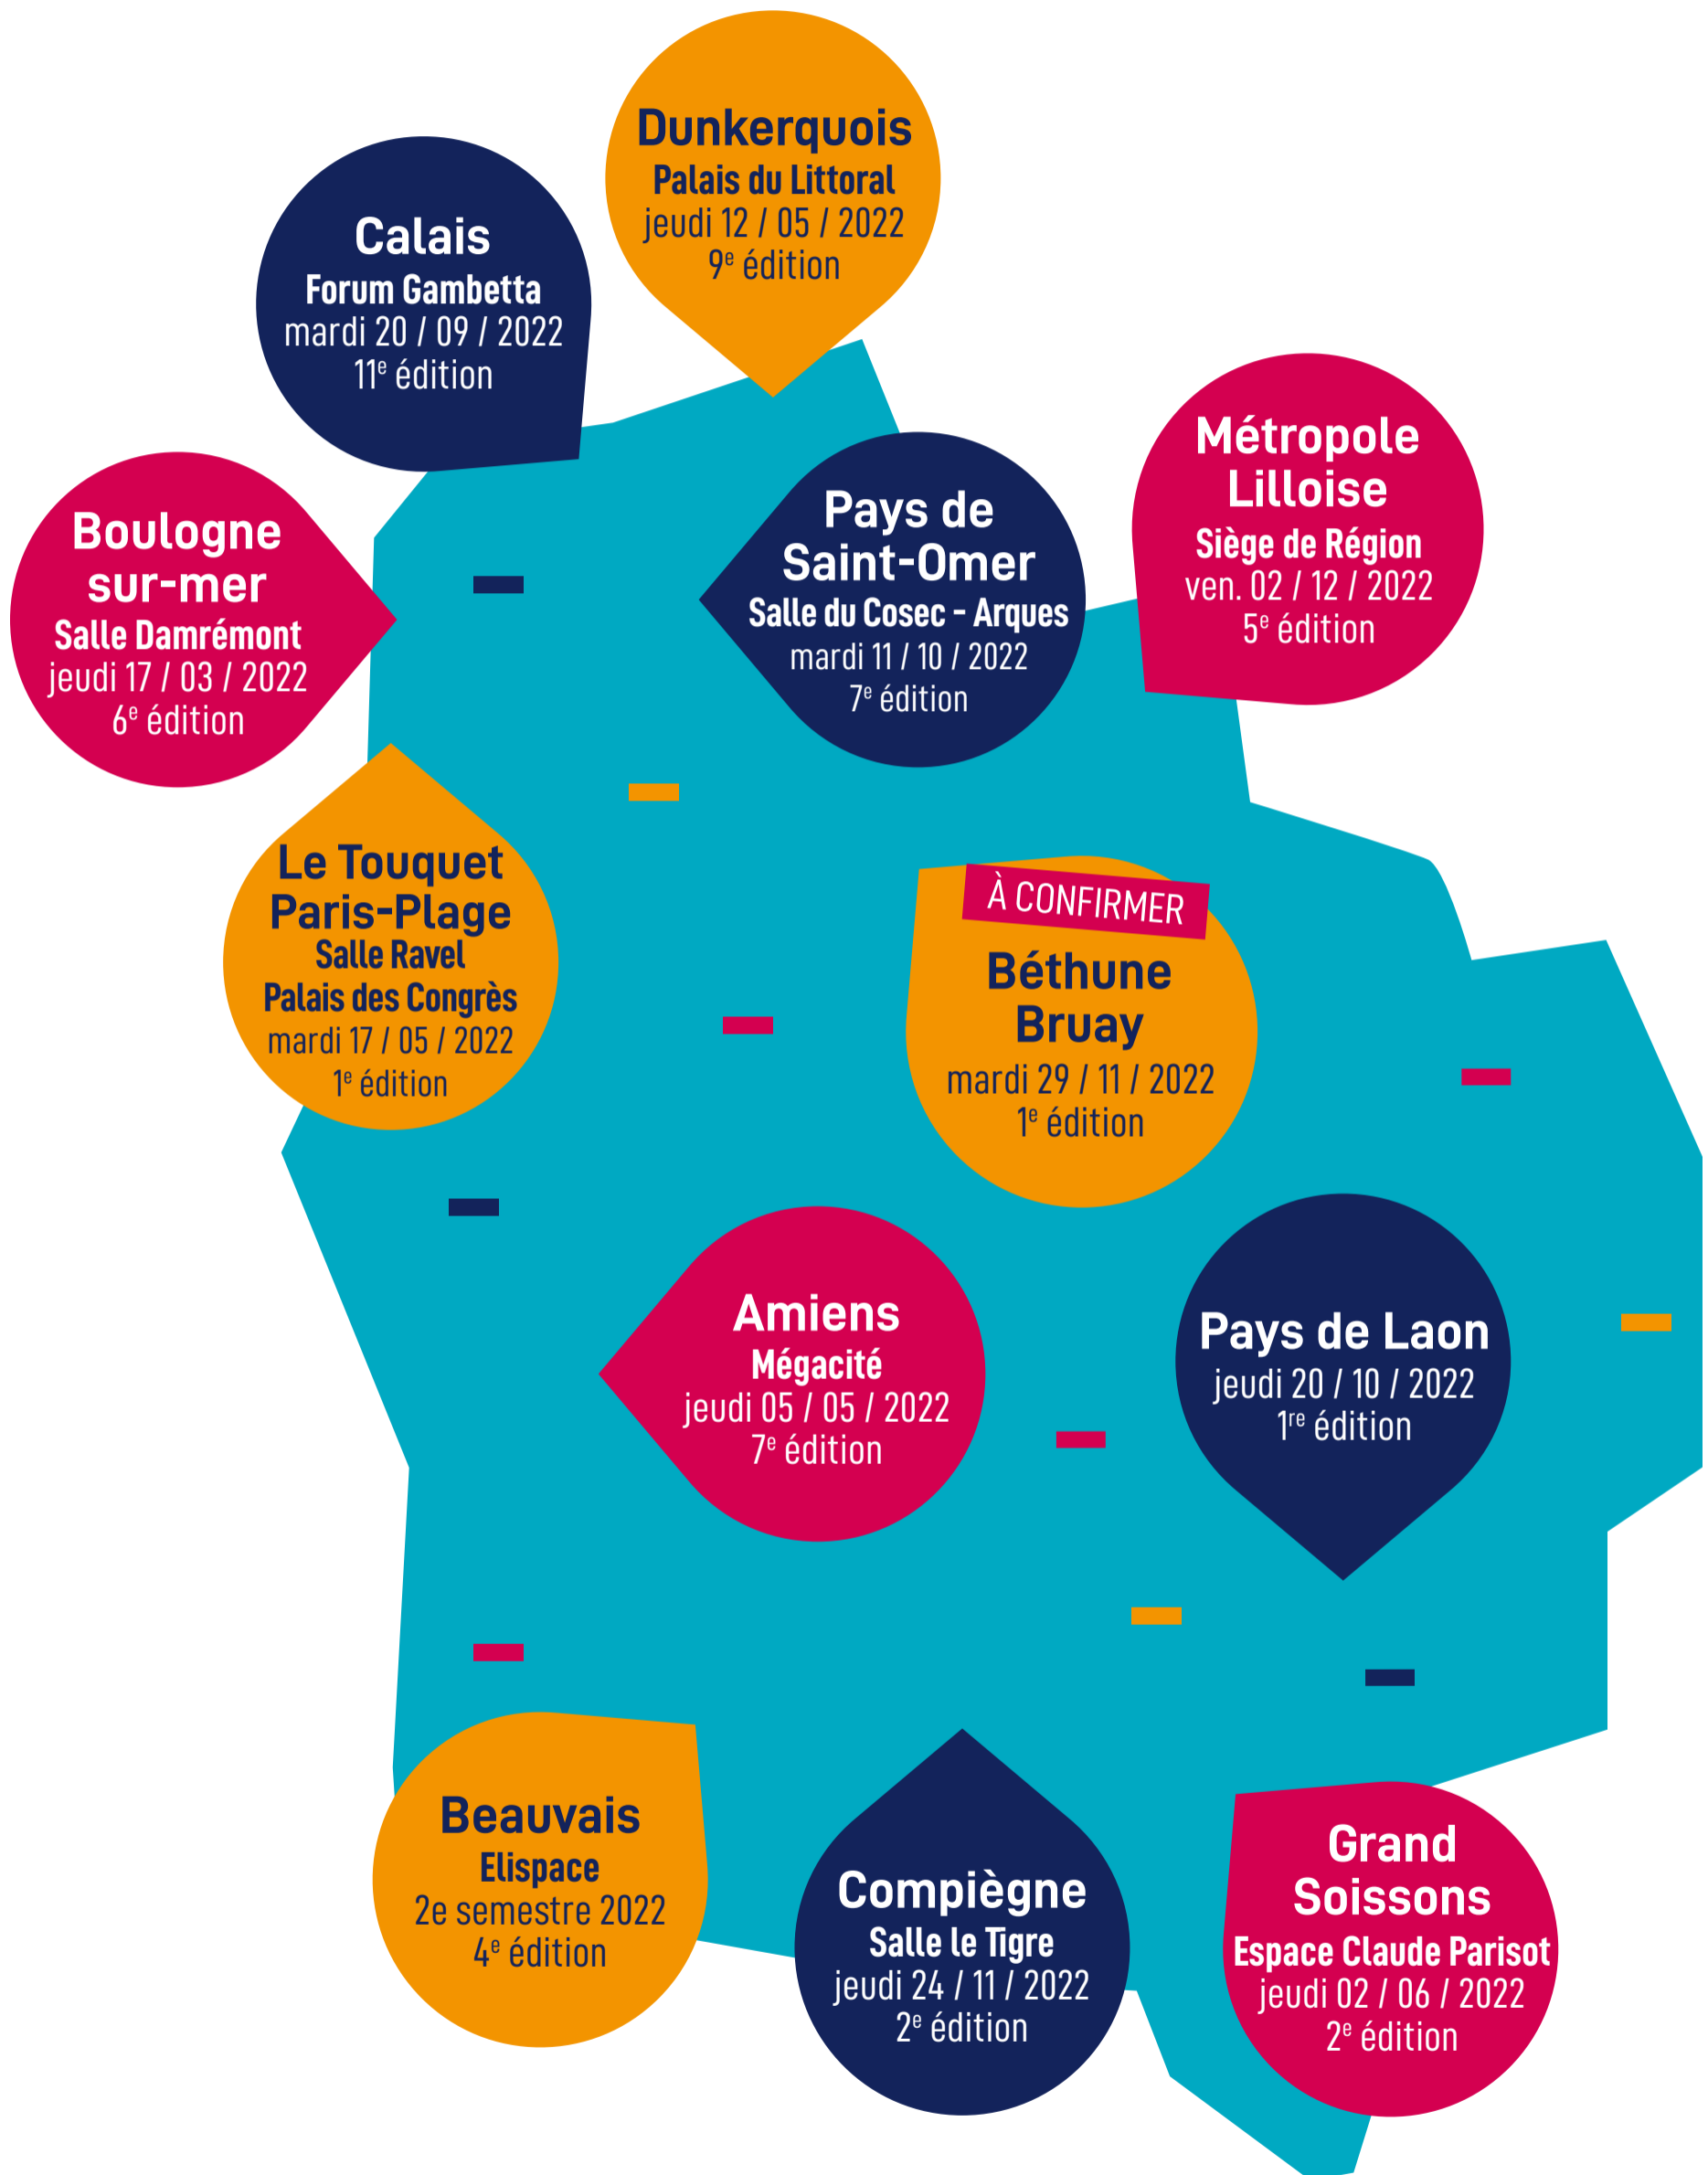 Dunkerquois
Palais du Littoral
jeudi 12 / 05 / 2022
9e édition
Calais
Forum Gambetta
mardi 20 / 09 / 2022
11e édition
Métropole
Lilloise
Siège de Région
ven. 02 / 12 / 2022
5e édition
Boulogne
sur-mer
Salle Damrémont
jeudi 17 / 03 / 2022
6e édition
Pays de
Saint-Omer
Salle du Cosec - Arques
mardi 11 / 10 / 2022
7e édition
Le Touquet
Paris-Plage
Salle Ravel
Palais des Congrès
mardi 17 / 05 / 2022
1e édition
À CONFIRMER
Béthune
Bruay
mardi 29 / 11 / 2022
1e édition
Amiens
Mégacité
jeudi 05 / 05 / 2022
7e édition
Pays de Laon
jeudi 20 / 10 / 2022
1re édition
Beauvais
Elispace
2e semestre 2022
4e édition
Compiègne
Salle le Tigre
jeudi 24 / 11 / 2022
2e édition
Grand
Soissons
Espace Claude Parisot
jeudi 02 / 06 / 2022
2e édition